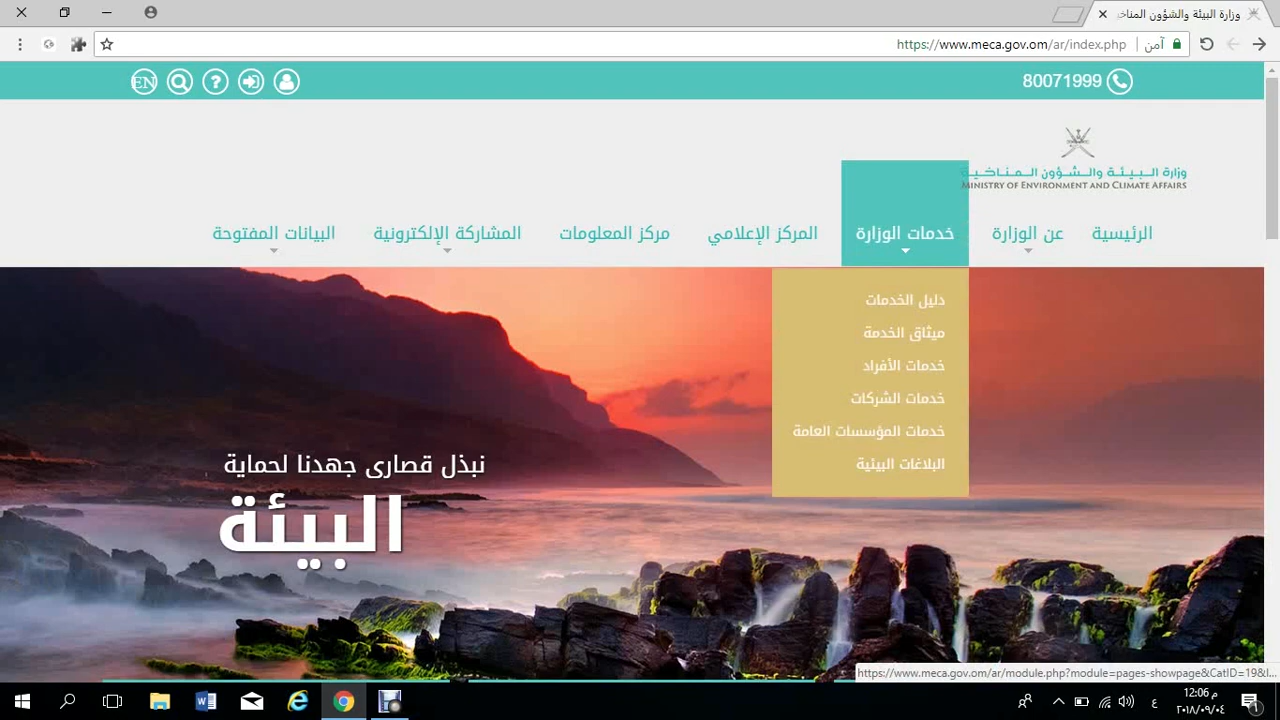 وزارة البيئة والشؤون المناخية
آمن
https://www.meca.gov.om/ar/index.php
80071999
EN
وزارة البيئة والشؤون المناخية
MINISTRY OF ENVIRONMENT AND CLIMATE AFFAIRS
الرئيسية
عن الوزارة
خدمات الوزارة
المركز الإعلامي
مركز المعلومات
المشاركة الإلكترونية
البيانات المفتوحة
دليل الخدمات
ميثاق الخدمة
خدمات الأفراد
خدمات الشركات
خدمات المؤسسات العامة
البلاغات البيئية
نبذل قصارى جهدنا لحماية
البيئة
https://www.meca.gov.om/ar/module.php?module=pages-showpage&CatID=19&I...
ع
12:06 م
٢٠١٨/٠٩/٠٤
1